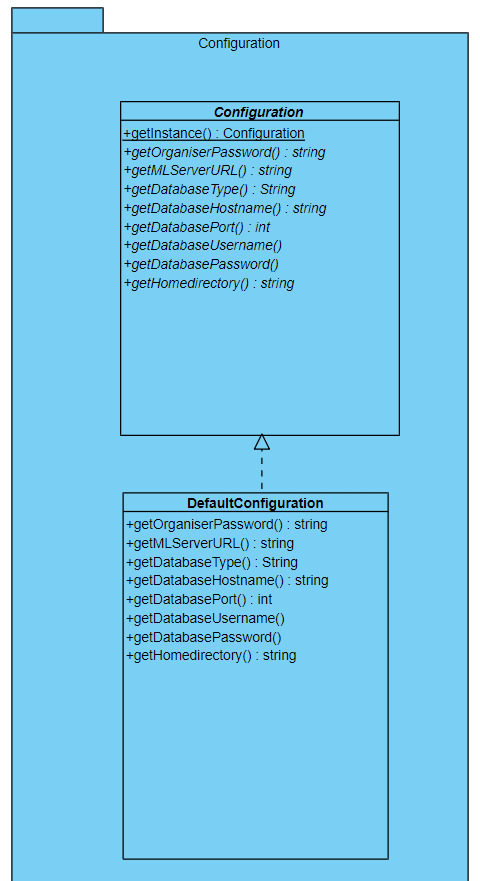 Configuration
Configuration
+getInstance() : Configuration
+getOrganiserPassword() : string
+getMLServerURL() : string
+getDatabaseType() : String
+getDatabaseHostname() : string
+getDatabasePort() : int
+getDatabaseUsername()
+getDatabasePassword()
+getHomedirectory() : string
DefaultConfiguration
+getOrganiserPassword() : string
+getMLServerURL() : string
+getDatabaseType() : String
+getDatabaseHostname() : string
+getDatabasePort() : int
+getDatabaseUsername()
+getDatabasePassword()
+getHomedirectory() : string